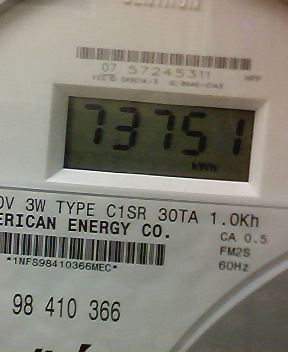 07 57245311
73751
kWh
0V 3W TYPE C1SR 30TA 1.0Kh
ERICAN ENERGY CO.
CA 0.5
FM2S
60Hz
*1NFS98410366MEC*
98 410 366